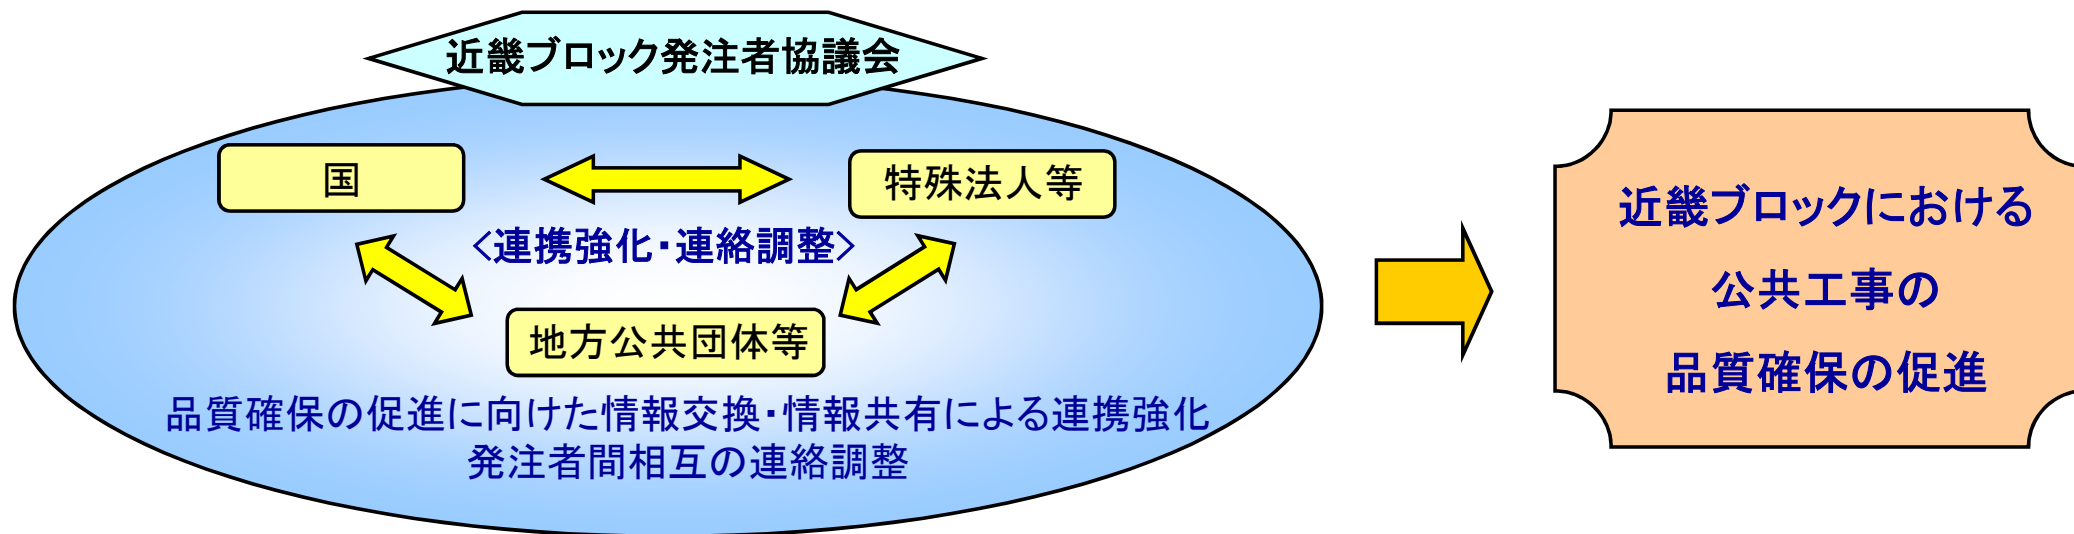 近畿ブロック発注者協議会
国
特殊法人等
<連携強化・連絡調整>
地方公共団体等
品質確保の促進に向けた情報交換・情報共有による連携強化
発注者間相互の連絡調整
近畿ブロックにおける
公共工事の
品質確保の促進